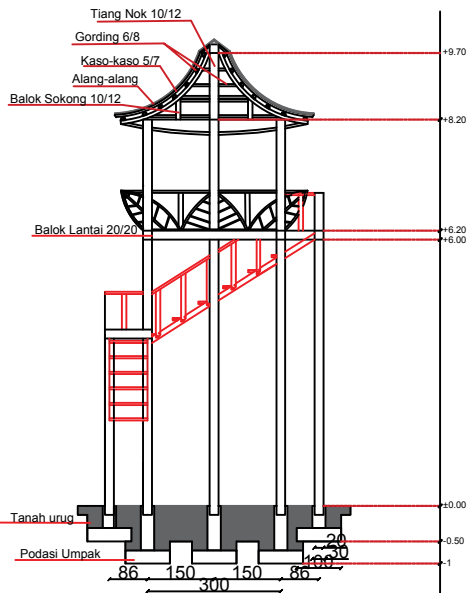 Tiang Nok 10/12
Gording 6/8
+9.70
Kaso-kaso 5/7
Alang-alang
Balok Sokong 10/12
+8.20
Balok Lantai 20/20
+6.20
+6.00
±0.00
Tanah urug
20
-0.50
30
Podasi Umpak
100
-1
86
150
150
86
300